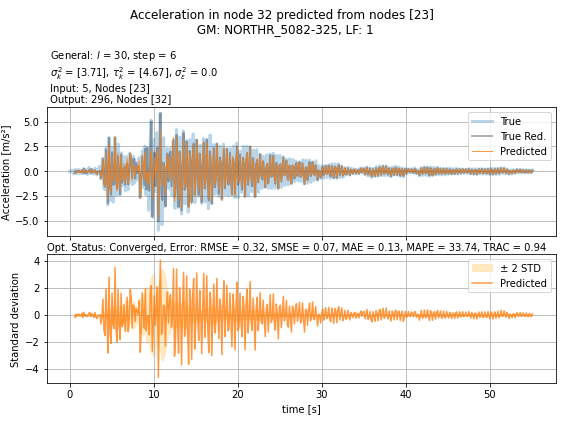 Acceleration in node 32 predicted from nodes [23]
GM: NORTHR_5082-325, LF: 1
General: l = 30, step = 6
σ²ₖ = [3.71], τ²ₖ = [4.67], σ²ₑ = 0.0
Input: 5, Nodes [23]
Output: 296, Nodes [32]
Acceleration [m/s²]
5.0
2.5
0.0
−2.5
−5.0
True
True Red.
Predicted
Opt. Status: Converged, Error: RMSE = 0.32, SMSE = 0.07, MAE = 0.13, MAPE = 33.74, TRAC = 0.94
Standard deviation
4
2
0
−2
−4
± 2 STD
Predicted
0 10 20 30 40 50
time [s]